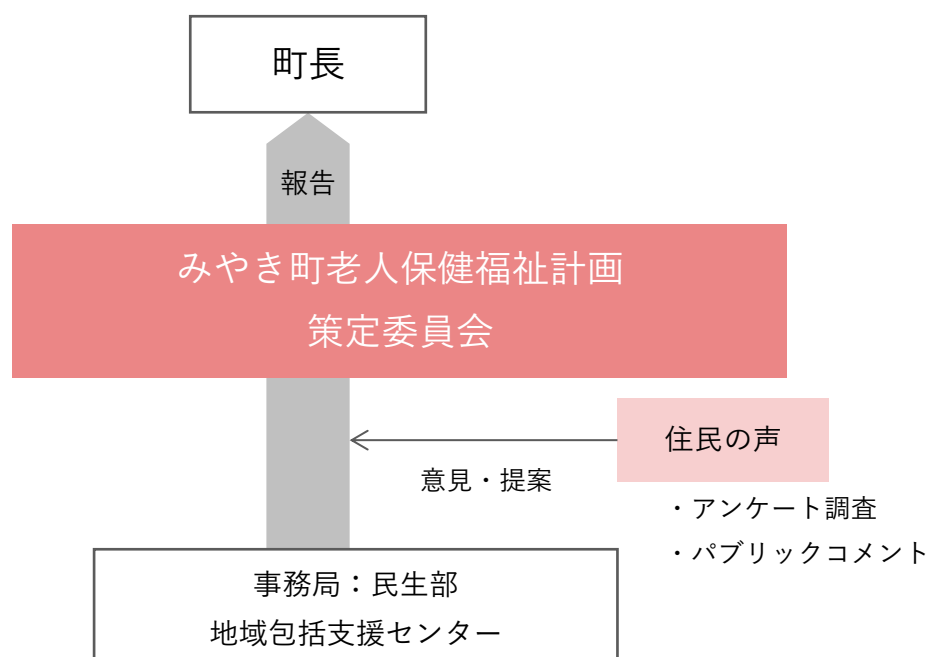 町長
報告
みやき町老人保健福祉計画
策定委員会
住民の声
意見・提案
・アンケート調査
・パブリックコメント
事務局：民生部
地域包括支援センター